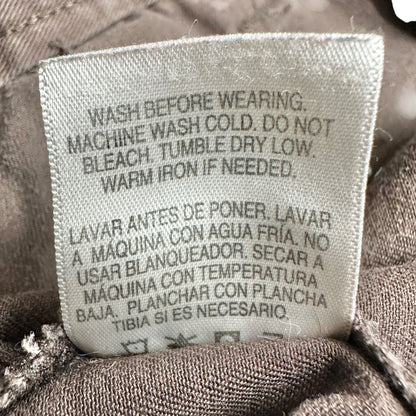 WASH BEFORE WEARING.
MACHINE WASH COLD. DO NOT
BLEACH. TUMBLE DRY LOW.
WARM IRON IF NEEDED.
LAVAR ANTES DE PONER. LAVAR
A MÁQUINA CON AGUA FRÍA. NO
USAR BLANQUEADOR. SECAR A
MÁQUINA CON TEMPERATURA
BAJA. PLANCHAR CON PLANCHA
TIBIA SI ES NECESARIO.